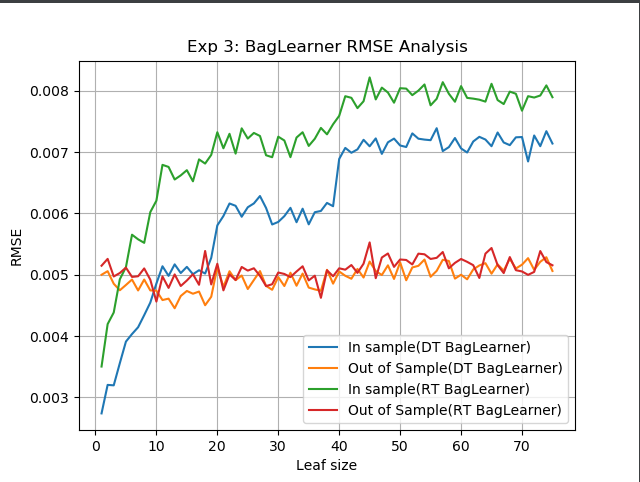 Exp 3: BagLearner RMSE Analysis
0.008
0.007
0.006
0.005
0.004
0.003
RMSE
In sample(DT BagLearner)
Out of Sample(DT BagLearner)
In sample(RT BagLearner)
Out of Sample(RT BagLearner)
0 10 20 30 40 50 60 70
Leaf size